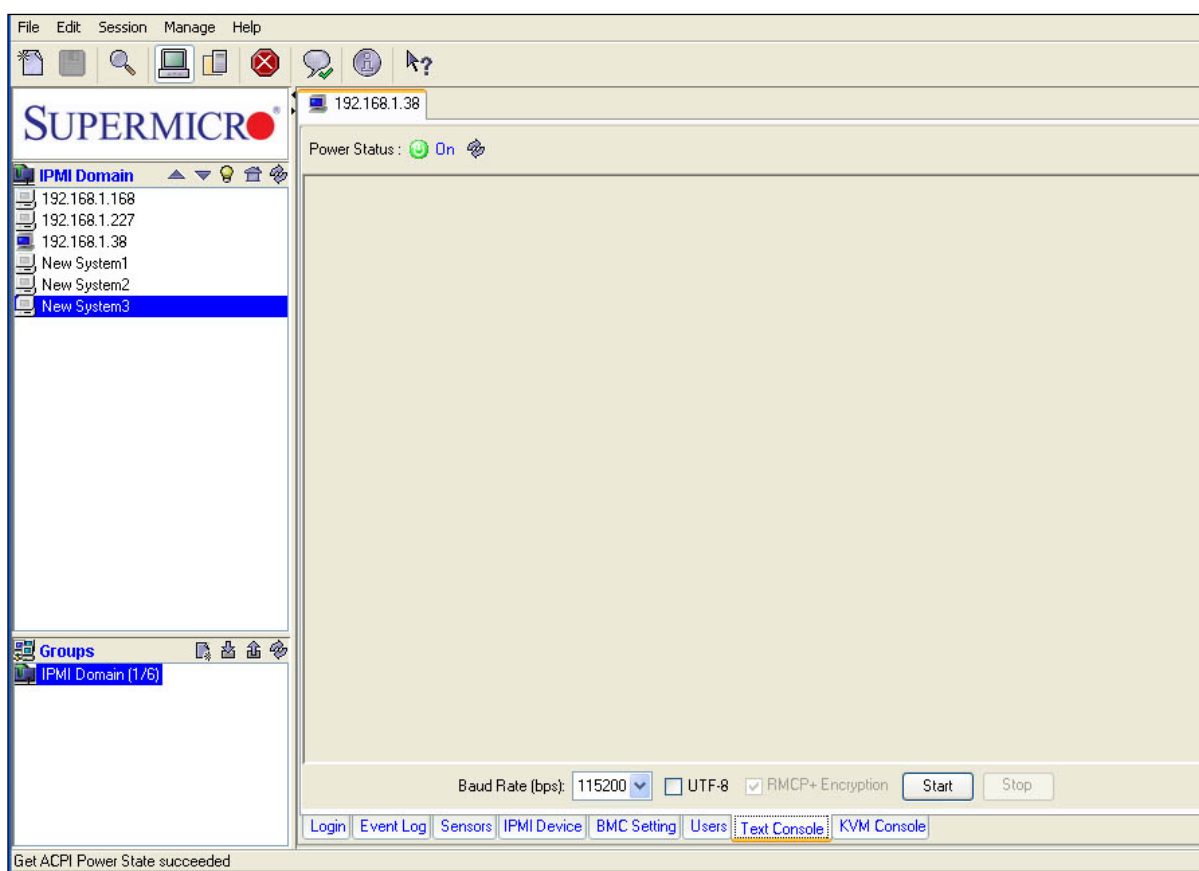 File Edit Session Manage Help
SUPERMICRO
192.168.1.38
Power Status : On
IPMI Domain
192.168.1.168
192.168.1.227
192.168.1.38
New System1
New System2
New System3
Groups
IPMI Domain (1/6)
Baud Rate (bps): 115200 UTF-8 RMCP+ Encryption Start Stop
Login Event Log Sensors IPMI Device BMC Setting Users Text Console KVM Console
Get ACPI Power State succeeded